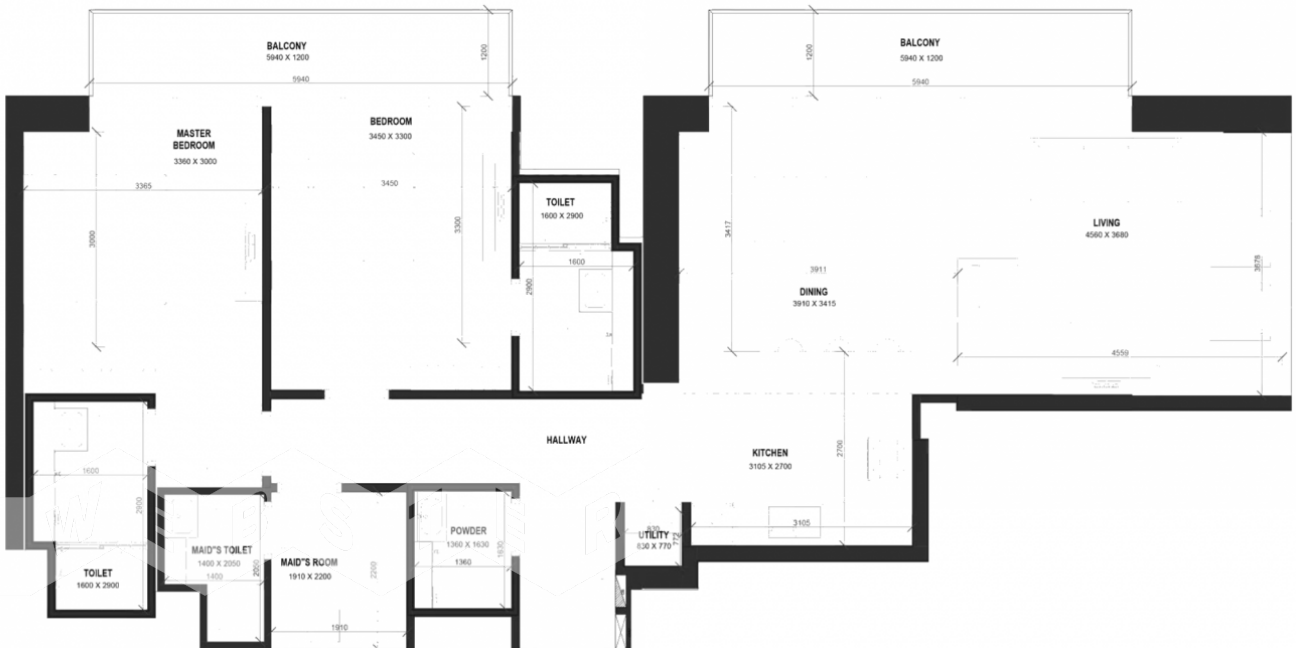 BALCONY
5940 X 1200
5940
1200
BALCONY
5940 X 1200
5940
1200
MASTER
BEDROOM
3360 X 3000
3365
3000
BEDROOM
3450 X 3300
3450
3300
TOILET
1600 X 2900
1600
2900
LIVING
4560 X 3680
3678
4559
3417
3911
DINING
3910 X 3415
HALLWAY
KITCHEN
3105 X 2700
2700
3105
1600
2900
TOILET
1600 X 2900
MAID"S TOILET
1400 X 2050
1400
MAID"S ROOM
1910 X 2200
2200
1910
POWDER
1360 X 1630
1360
1630
830
UTILITY
830 X 770